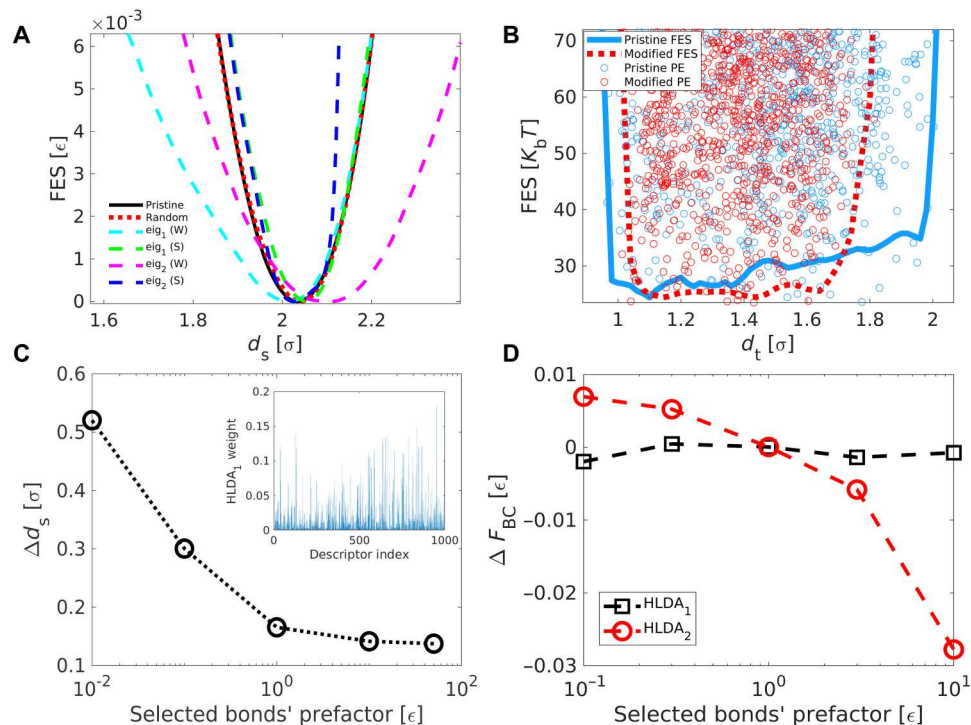 A
×10⁻³
6
5
4
3
2
1
0
FES [ϵ]
Pristine
Random
eig₁ (W)
eig₁ (S)
eig₂ (W)
eig₂ (S)
1.6 1.8 2 2.2
dₛ [σ]
B
70
60
50
40
30
FES [K_bT]
Pristine FES
Modified FES
Pristine PE
Modified PE
1 1.2 1.4 1.6 1.8 2
dₜ [σ]
C
0.6
0.5
0.4
0.3
0.2
0.1
Δdₛ [σ]
0.2
0.15
0.1
0.05
0
HLDA₁ weight
0 500 1000
Descriptor index
10⁻² 10⁰ 10²
Selected bonds' prefactor [ϵ]
D
0.01
0
−0.01
−0.02
−0.03
Δ F_BC [ϵ]
HLDA₁
HLDA₂
10⁻¹ 10⁰ 10¹
Selected bonds' prefactor [ϵ]